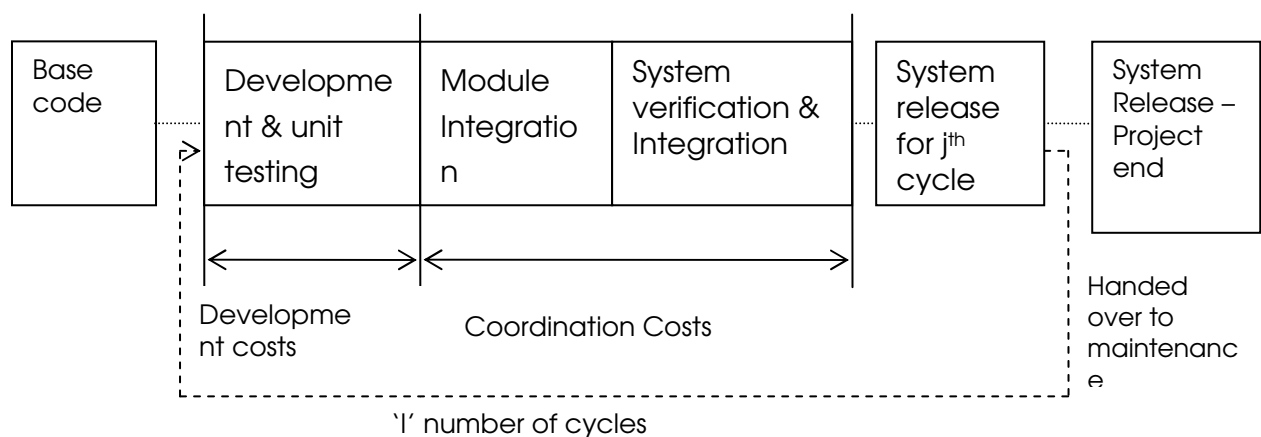 Base
code
Developme
nt & unit
testing
Module
Integratio
n
System
verification &
Integration
System
release
for jth
cycle
System
Release –
Project
end
Developme
nt costs
Coordination Costs
Handed
over to
maintenanc
e
‘I’ number of cycles